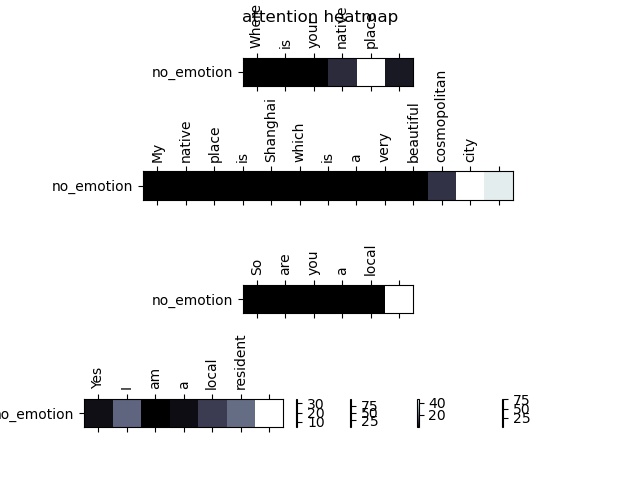 attention heatmap
Where is your native place
no_emotion
My native place is Shanghai which is a very beautiful cosmopolitan city
no_emotion
So are you a local
no_emotion
Yes I am a local resident
no_emotion
30 20 10
75 50 25
40 20
75 50 25